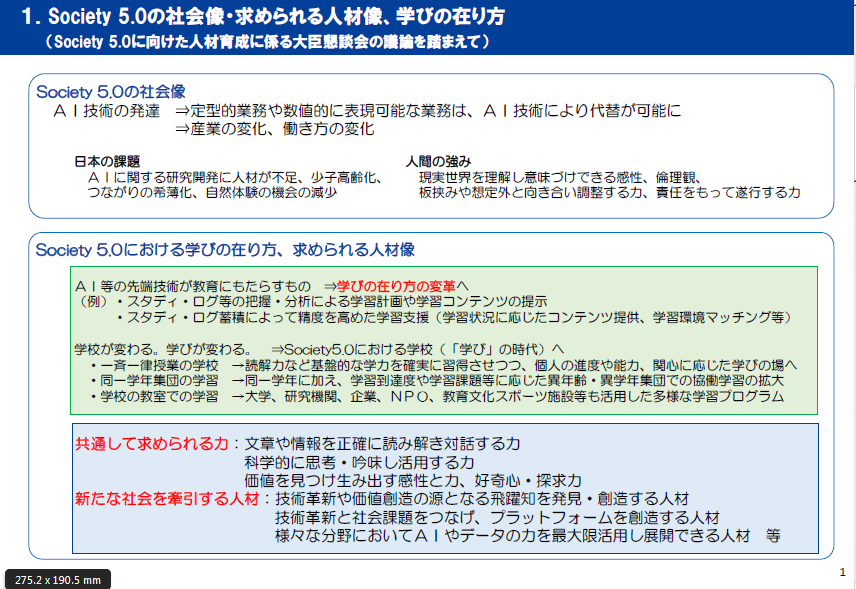 1. Society 5.0の社会像・求められる人材像、学びの在り方
（Society 5.0に向けた人材育成に係る大臣懇談会の議論を踏まえて）
Society 5.0の社会像
ＡＩ技術の発達　⇒定型的業務や数値的に表現可能な業務は、ＡＩ技術により代替が可能に
⇒産業の変化、働き方の変化
日本の課題
ＡＩに関する研究開発に人材が不足、少子高齢化、
つながりの希薄化、自然体験の機会の減少
人間の強み
現実世界を理解し意味づけできる感性、倫理観、
板挟みや想定外と向き合い調整する力、責任をもって遂行する力
Society 5.0における学びの在り方、求められる人材像
ＡＩ等の先端技術が教育にもたらすもの　⇒学びの在り方の変革へ
（例）・スタディ・ログ等の把握・分析による学習計画や学習コンテンツの提示
・スタディ・ログ蓄積によって精度を高めた学習支援（学習状況に応じたコンテンツ提供、学習環境マッチング等）
学校が変わる。学びが変わる。　⇒Society5.0における学校（「学び」の時代）へ
・一斉一律授業の学校　→読解力など基盤的な学力を確実に習得させつつ、個人の進度や能力、関心に応じた学びの場へ
・同一学年集団の学習　→同一学年に加え、学習到達度や学習課題等に応じた異年齢・異学年集団での協働学習の拡大
・学校の教室での学習　→大学、研究機関、企業、ＮＰＯ、教育文化スポーツ施設等も活用した多様な学習プログラム
共通して求められる力：文章や情報を正確に読み解き対話する力
科学的に思考・吟味し活用する力
価値を見つけ生み出す感性と力、好奇心・探求力
新たな社会を牽引する人材：技術革新や価値創造の源となる飛躍知を発見・創造する人材
技術革新と社会課題をつなげ、プラットフォームを創造する人材
様々な分野においてＡＩやデータの力を最大限活用し展開できる人材　等
1
275.2 x 190.5 mm